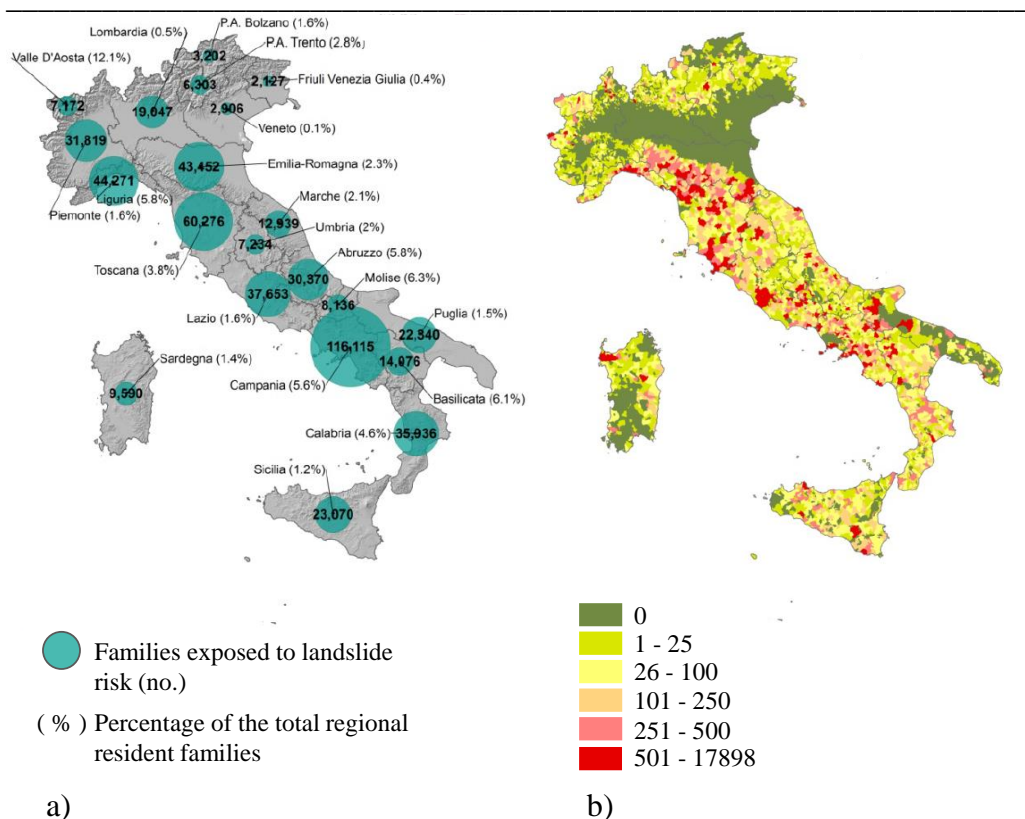 P.A. Bolzano (1.6%)
Lombardia (0.5%)
P.A. Trento (2.8%)
Valle D'Aosta (12.1%)
3,202
6,303
2,127
Friuli Venezia Giulia (0.4%)
7,172
19,047
2,906
Veneto (0.1%)
31,819
43,452
Emilia-Romagna (2.3%)
44,271
Liguria (5.8%)
Marche (2.1%)
Piemonte (1.6%)
60,276
12,939
Umbria (2%)
7,234
Abruzzo (5.8%)
Toscana (3.8%)
30,370
Molise (6.3%)
37,653
8,136
Lazio (1.6%)
Puglia (1.5%)
22,340
116,115
Sardegna (1.4%)
14,076
9,590
Campania (5.6%)
Basilicata (6.1%)
Calabria (4.6%)
35,936
Sicilia (1.2%)
23,070
Families exposed to landslide
risk (no.)
( % ) Percentage of the total regional
resident families
a)
0
1 - 25
26 - 100
101 - 250
251 - 500
501 - 17898
b)